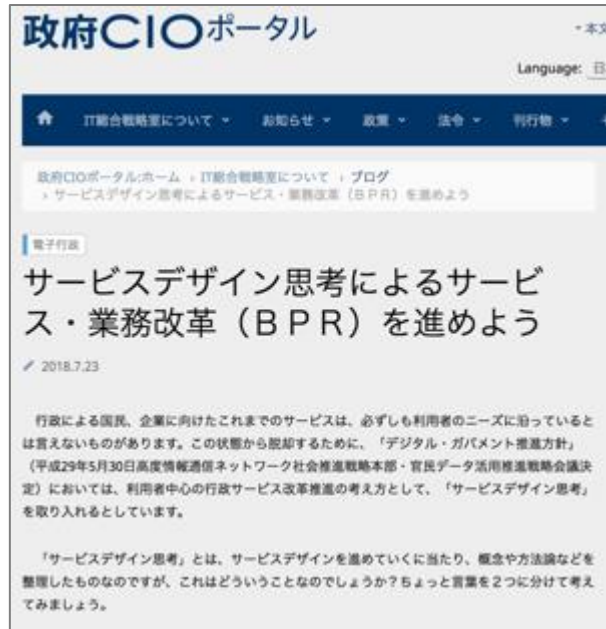 政府CIOポータル
本文
Language: 日
IT総合戦略室について お知らせ 政策 法令 刊行物
政府CIOポータル:ホーム › IT総合戦略室について › ブログ
› サービスデザイン思考によるサービス・業務改革（ＢＰＲ）を進めよう
電子行政
サービスデザイン思考によるサービ
ス・業務改革（ＢＰＲ）を進めよう
2018.7.23
行政による国民、企業に向けたこれまでのサービスは、必ずしも利用者のニーズに沿っていると
は言えないものがあります。この状態から脱却するために、「デジタル・ガバメント推進方針」
（平成29年5月30日高度情報通信ネットワーク社会推進戦略本部・官民データ活用推進戦略会議決
定）においては、利用者中心の行政サービス改革推進の考え方として、「サービスデザイン思考」
を取り入れるとしています。
「サービスデザイン思考」とは、サービスデザインを進めていくに当たり、概念や方法論などを
整理したものなのですが、これはどういうことなのでしょうか？ちょっと言葉を２つに分けて考え
てみましょう。